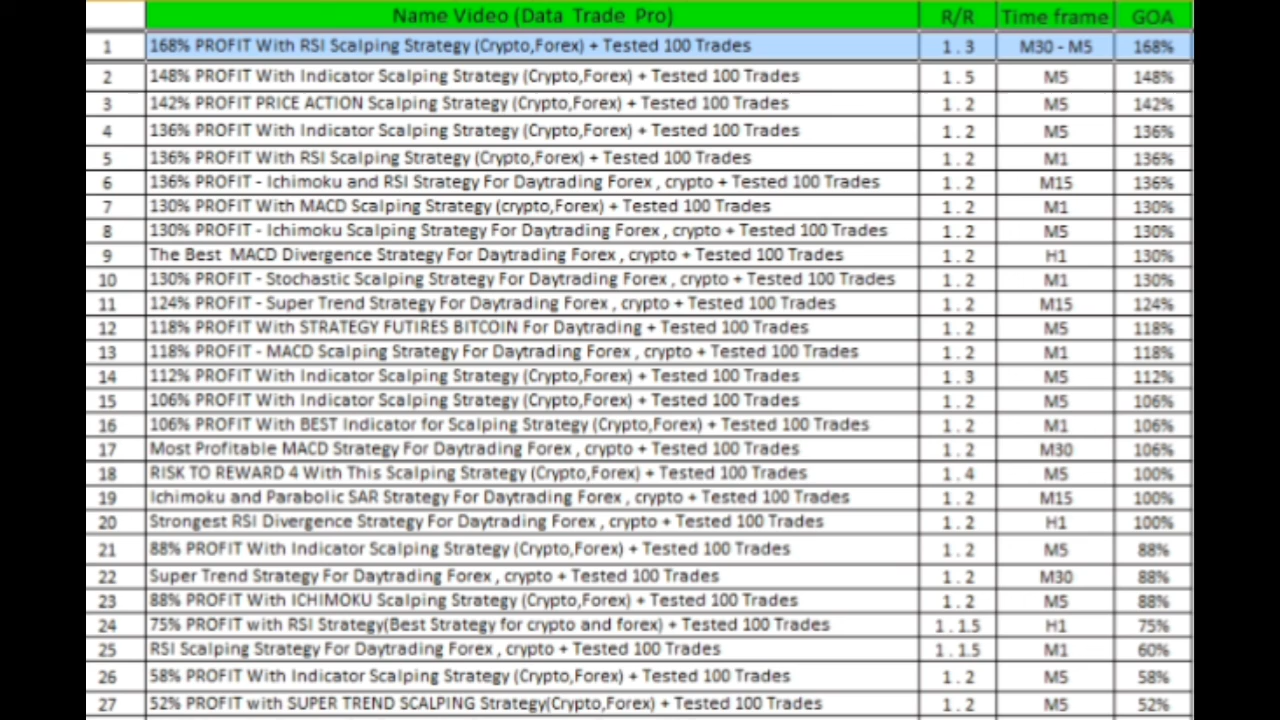 Name Video (Data Trade Pro) R/R Time frame GOA
1 168% PROFIT With RSI Scalping Strategy (Crypto,Forex) + Tested 100 Trades 1 . 3 M30 - M5 168%
2 148% PROFIT With Indicator Scalping Strategy (Crypto,Forex) + Tested 100 Trades 1 . 5 M5 148%
3 142% PROFIT PRICE ACTION Scalping Strategy (Crypto,Forex) + Tested 100 Trades 1 . 2 M5 142%
4 136% PROFIT With Indicator Scalping Strategy (Crypto,Forex) + Tested 100 Trades 1 . 2 M5 136%
5 136% PROFIT With RSI Scalping Strategy (Crypto,Forex) + Tested 100 Trades 1 . 2 M1 136%
6 136% PROFIT - Ichimoku and RSI Strategy For Daytrading Forex , crypto + Tested 100 Trades 1 . 2 M15 136%
7 130% PROFIT With MACD Scalping Strategy (crypto,Forex) + Tested 100 Trades 1 . 2 M1 130%
8 130% PROFIT - Ichimoku Scalping Strategy For Daytrading Forex , crypto + Tested 100 Trades 1 . 2 M5 130%
9 The Best MACD Divergence Strategy For Daytrading Forex , crypto + Tested 100 Trades 1 . 2 H1 130%
10 130% PROFIT - Stochastic Scalping Strategy For Daytrading Forex , crypto + Tested 100 Trades 1 . 2 M1 130%
11 124% PROFIT - Super Trend Strategy For Daytrading Forex , crypto + Tested 100 Trades 1 . 2 M15 124%
12 118% PROFIT With STRATEGY FUTIRES BITCOIN For Daytrading + Tested 100 Trades 1 . 2 M5 118%
13 118% PROFIT - MACD Scalping Strategy For Daytrading Forex , crypto + Tested 100 Trades 1 . 2 M1 118%
14 112% PROFIT With Indicator Scalping Strategy (Crypto,Forex) + Tested 100 Trades 1 . 3 M5 112%
15 106% PROFIT With Indicator Scalping Strategy (Crypto,Forex) + Tested 100 Trades 1 . 2 M5 106%
16 106% PROFIT With BEST Indicator for Scalping Strategy (Crypto,Forex) + Tested 100 Trades 1 . 2 M1 106%
17 Most Profitable MACD Strategy For Daytrading Forex , crypto + Tested 100 Trades 1 . 2 M30 106%
18 RISK TO REWARD 4 With This Scalping Strategy (Crypto,Forex) + Tested 100 Trades 1 . 4 M5 100%
19 Ichimoku and Parabolic SAR Strategy For Daytrading Forex , crypto + Tested 100 Trades 1 . 2 M15 100%
20 Strongest RSI Divergence Strategy For Daytrading Forex , crypto + Tested 100 Trades 1 . 2 H1 100%
21 88% PROFIT With Indicator Scalping Strategy (Crypto,Forex) + Tested 100 Trades 1 . 2 M5 88%
22 Super Trend Strategy For Daytrading Forex , crypto + Tested 100 Trades 1 . 2 M30 88%
23 88% PROFIT With ICHIMOKU Scalping Strategy (Crypto,Forex) + Tested 100 Trades 1 . 2 M5 88%
24 75% PROFIT with RSI Strategy(Best Strategy for crypto and forex) + Tested 100 Trades 1 . 1.5 H1 75%
25 RSI Scalping Strategy For Daytrading Forex , crypto + Tested 100 Trades 1 . 1.5 M1 60%
26 58% PROFIT With Indicator Scalping Strategy (Crypto,Forex) + Tested 100 Trades 1 . 2 M5 58%
27 52% PROFIT with SUPER TREND SCALPING Strategy(Crypto,Forex) + Tested 100 Trades 1 . 2 M5 52%